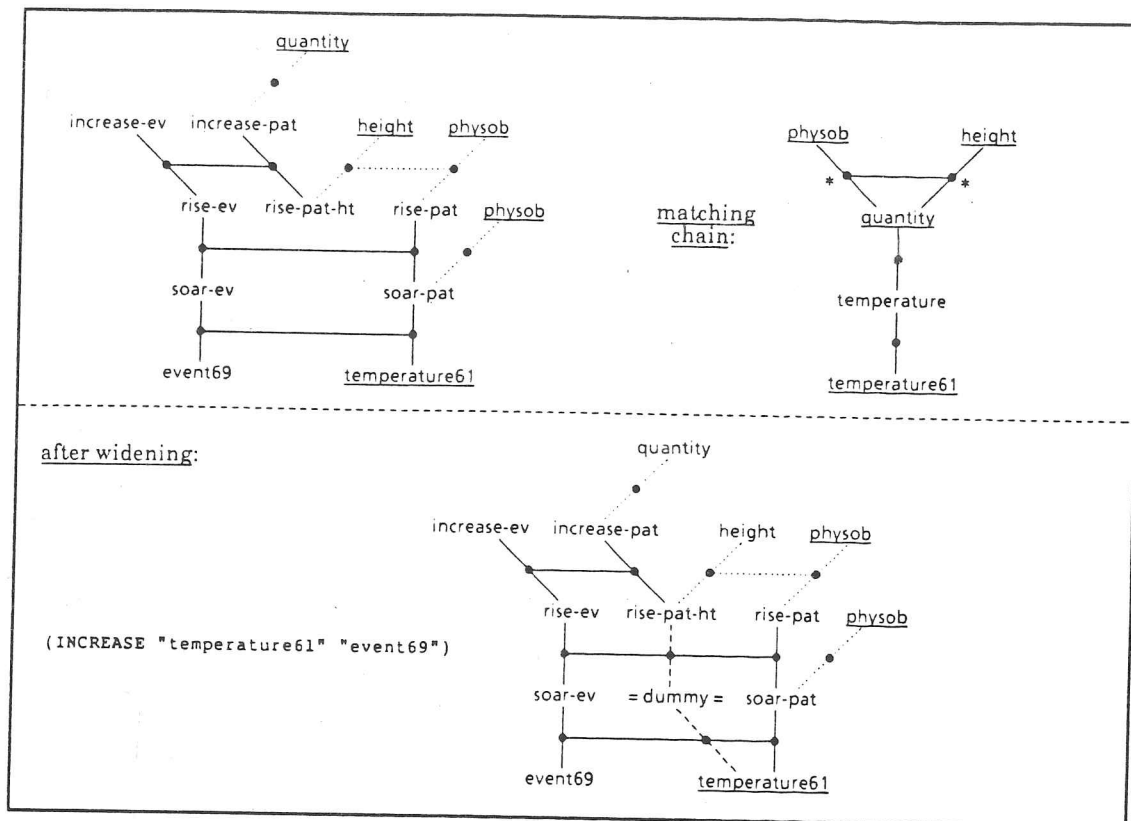 quantity
increase-ev increase-pat height physob
rise-ev rise-pat-ht rise-pat physob
soar-ev soar-pat
event69 temperature61
matching
chain:
physob height
* *
quantity
temperature
temperature61
after widening:
(INCREASE "temperature61" "event69")
quantity
increase-ev increase-pat height physob
rise-ev rise-pat-ht rise-pat physob
soar-ev =dummy= soar-pat
event69 temperature61